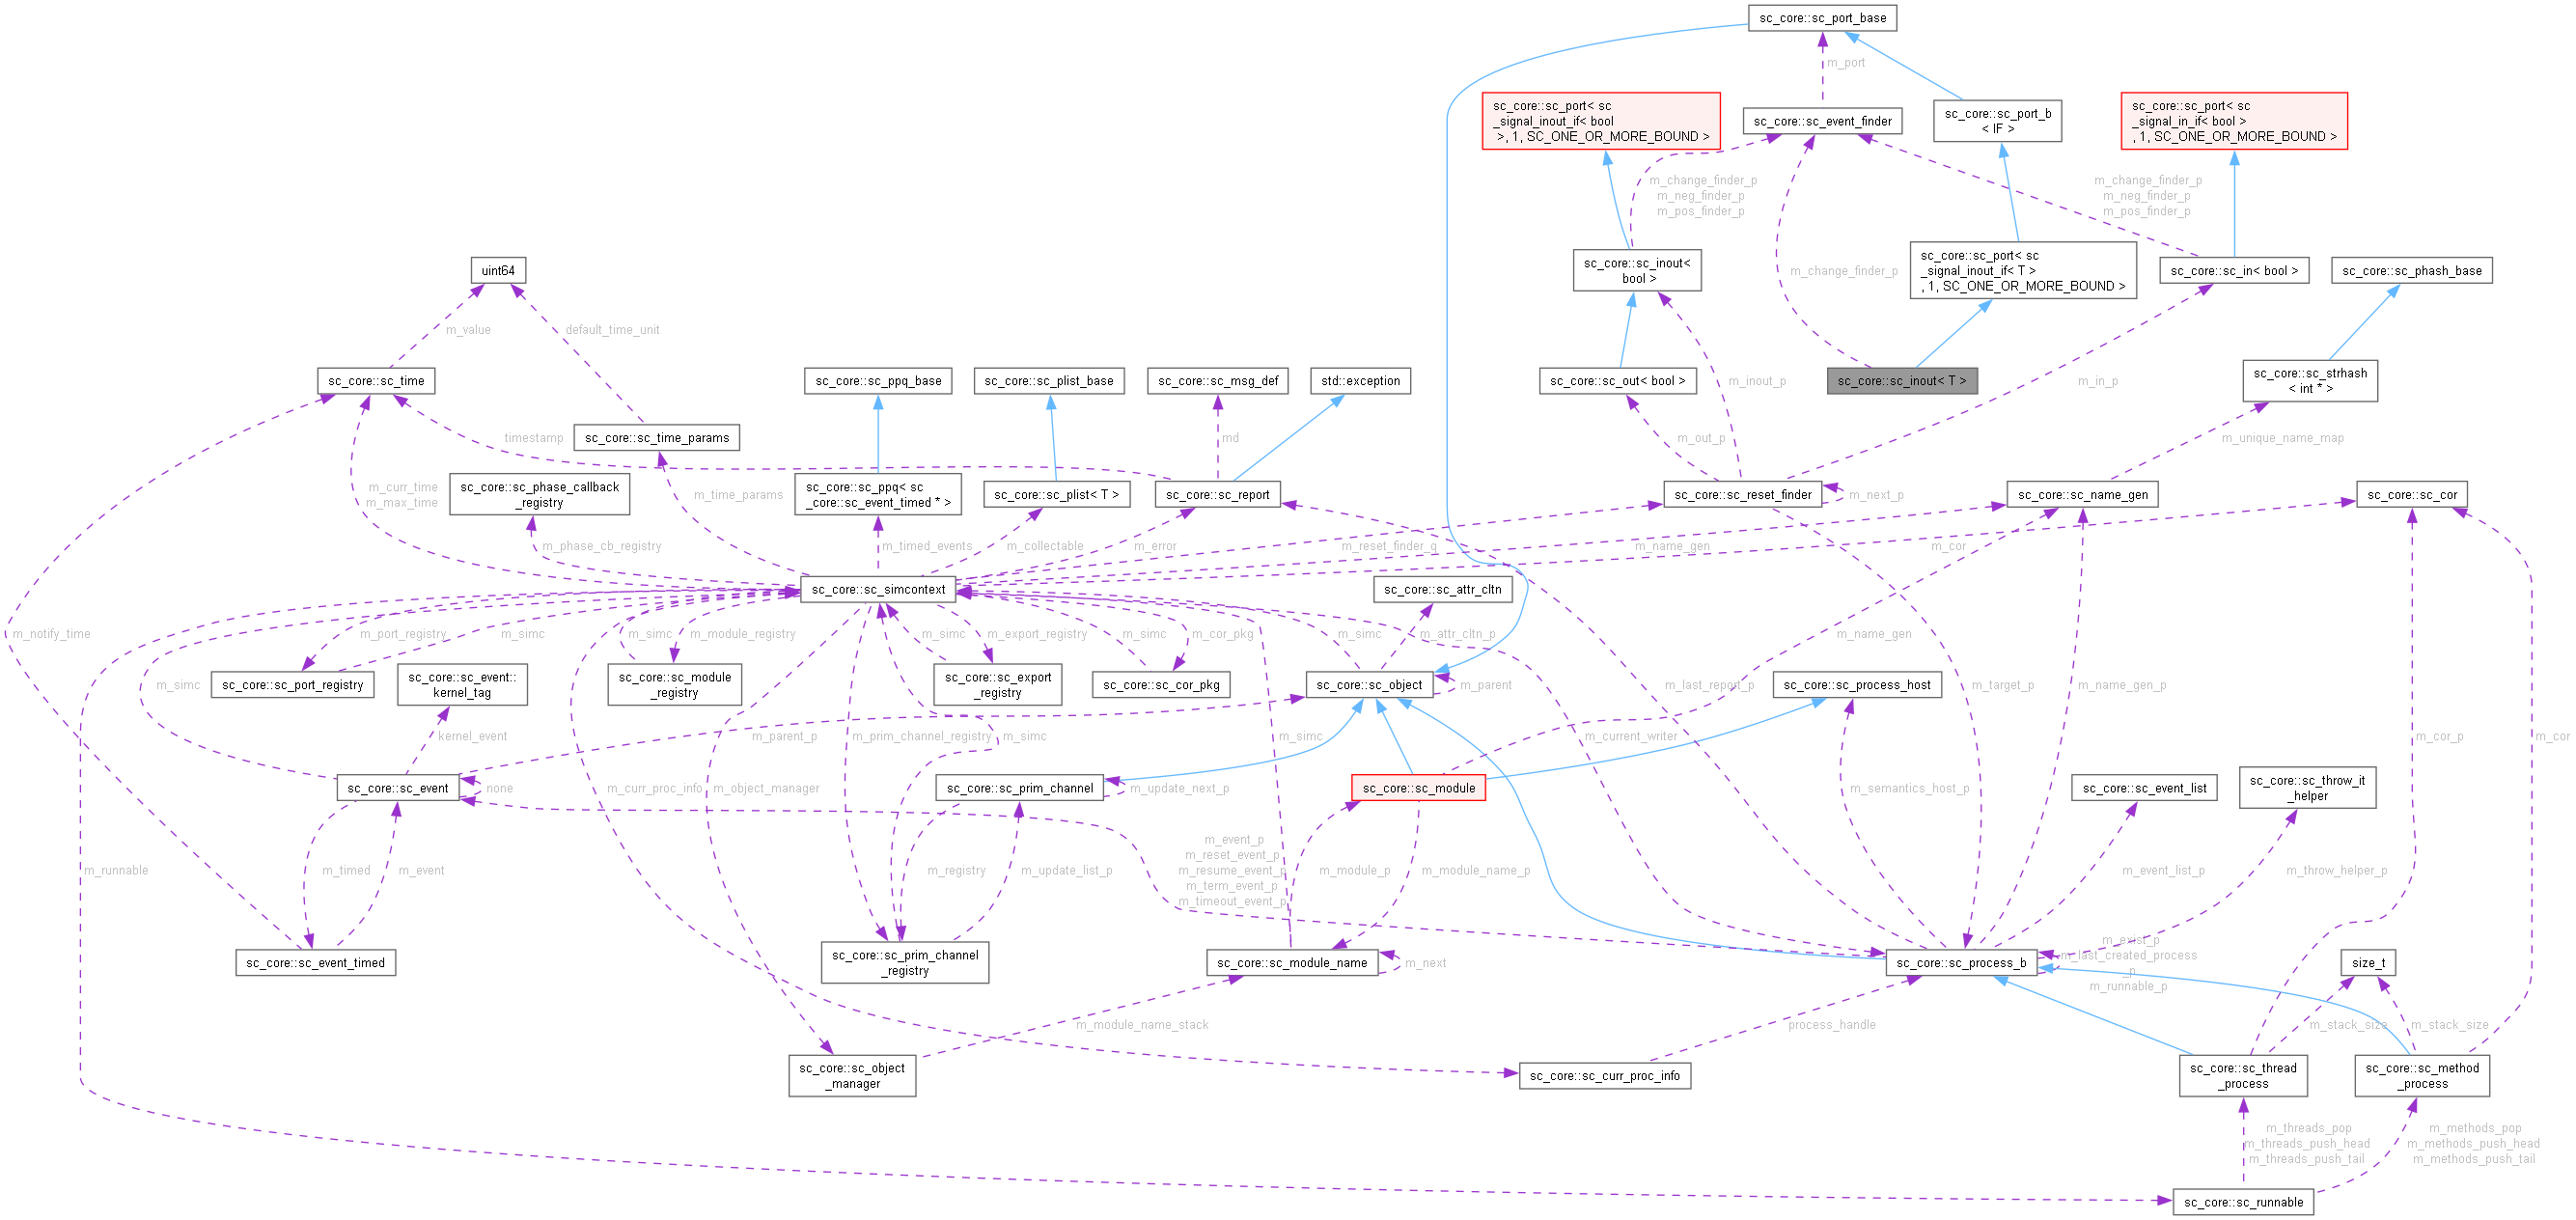 sc_core::sc_port_base
m_port
sc_core::sc_port< sc
_signal_inout_if< bool
>, 1, SC_ONE_OR_MORE_BOUND >
sc_core::sc_event_finder
sc_core::sc_port_b
< IF >
sc_core::sc_port< sc
_signal_in_if< bool >
, 1, SC_ONE_OR_MORE_BOUND >
m_change_finder_p
m_neg_finder_p
m_pos_finder_p
m_change_finder_p
m_neg_finder_p
m_pos_finder_p
uint64
sc_core::sc_inout<
bool >
m_change_finder_p
sc_core::sc_port< sc
_signal_inout_if< T >
, 1, SC_ONE_OR_MORE_BOUND >
sc_core::sc_in< bool >
sc_core::sc_phash_base
m_value
default_time_unit
sc_core::sc_time
sc_core::sc_ppq_base
sc_core::sc_plist_base
sc_core::sc_msg_def
std::exception
sc_core::sc_out< bool >
m_inout_p
sc_core::sc_inout< T >
m_in_p
sc_core::sc_strhash
< int * >
timestamp
sc_core::sc_time_params
md
m_out_p
m_unique_name_map
m_curr_time
m_max_time
sc_core::sc_phase_callback
_registry
m_time_params
sc_core::sc_ppq< sc
_core::sc_event_timed * >
sc_core::sc_plist< T >
sc_core::sc_report
sc_core::sc_reset_finder
m_next_p
sc_core::sc_name_gen
sc_core::sc_cor
m_phase_cb_registry
m_timed_events
m_collectable
m_error
m_reset_finder_q
m_name_gen
m_cor
sc_core::sc_simcontext
sc_core::sc_attr_cltn
m_notify_time
m_port_registry
m_simc
m_simc
m_module_registry
m_simc
m_export_registry
m_simc
m_cor_pkg
m_simc
m_attr_cltn_p
m_name_gen
m_simc
sc_core::sc_port_registry
sc_core::sc_event::
kernel_tag
sc_core::sc_module
_registry
sc_core::sc_export
_registry
sc_core::sc_cor_pkg
sc_core::sc_object
m_parent
m_last_report_p
sc_core::sc_process_host
m_target_p
m_name_gen_p
kernel_event
m_parent_p
m_prim_channel_registry
m_simc
m_simc
m_current_writer
m_cor_p
m_cor
sc_core::sc_event
none
m_curr_proc_info
m_object_manager
sc_core::sc_prim_channel
m_update_next_p
sc_core::sc_module
m_semantics_host_p
sc_core::sc_event_list
sc_core::sc_throw_it
_helper
m_runnable
m_timed
m_event
m_registry
m_update_list_p
m_event_p
m_reset_event_p
m_resume_event_p
m_term_event_p
m_timeout_event_p
m_module_p
m_module_name_p
m_event_list_p
m_throw_helper_p
sc_core::sc_event_timed
sc_core::sc_prim_channel
_registry
sc_core::sc_module_name
m_next
sc_core::sc_process_b
m_exist_p
m_last_created_process
_p
m_runnable_p
size_t
m_module_name_stack
process_handle
m_stack_size
m_stack_size
sc_core::sc_object
_manager
sc_core::sc_curr_proc_info
sc_core::sc_thread
_process
sc_core::sc_method
_process
m_threads_pop
m_threads_push_head
m_threads_push_tail
m_methods_pop
m_methods_push_head
m_methods_push_tail
sc_core::sc_runnable